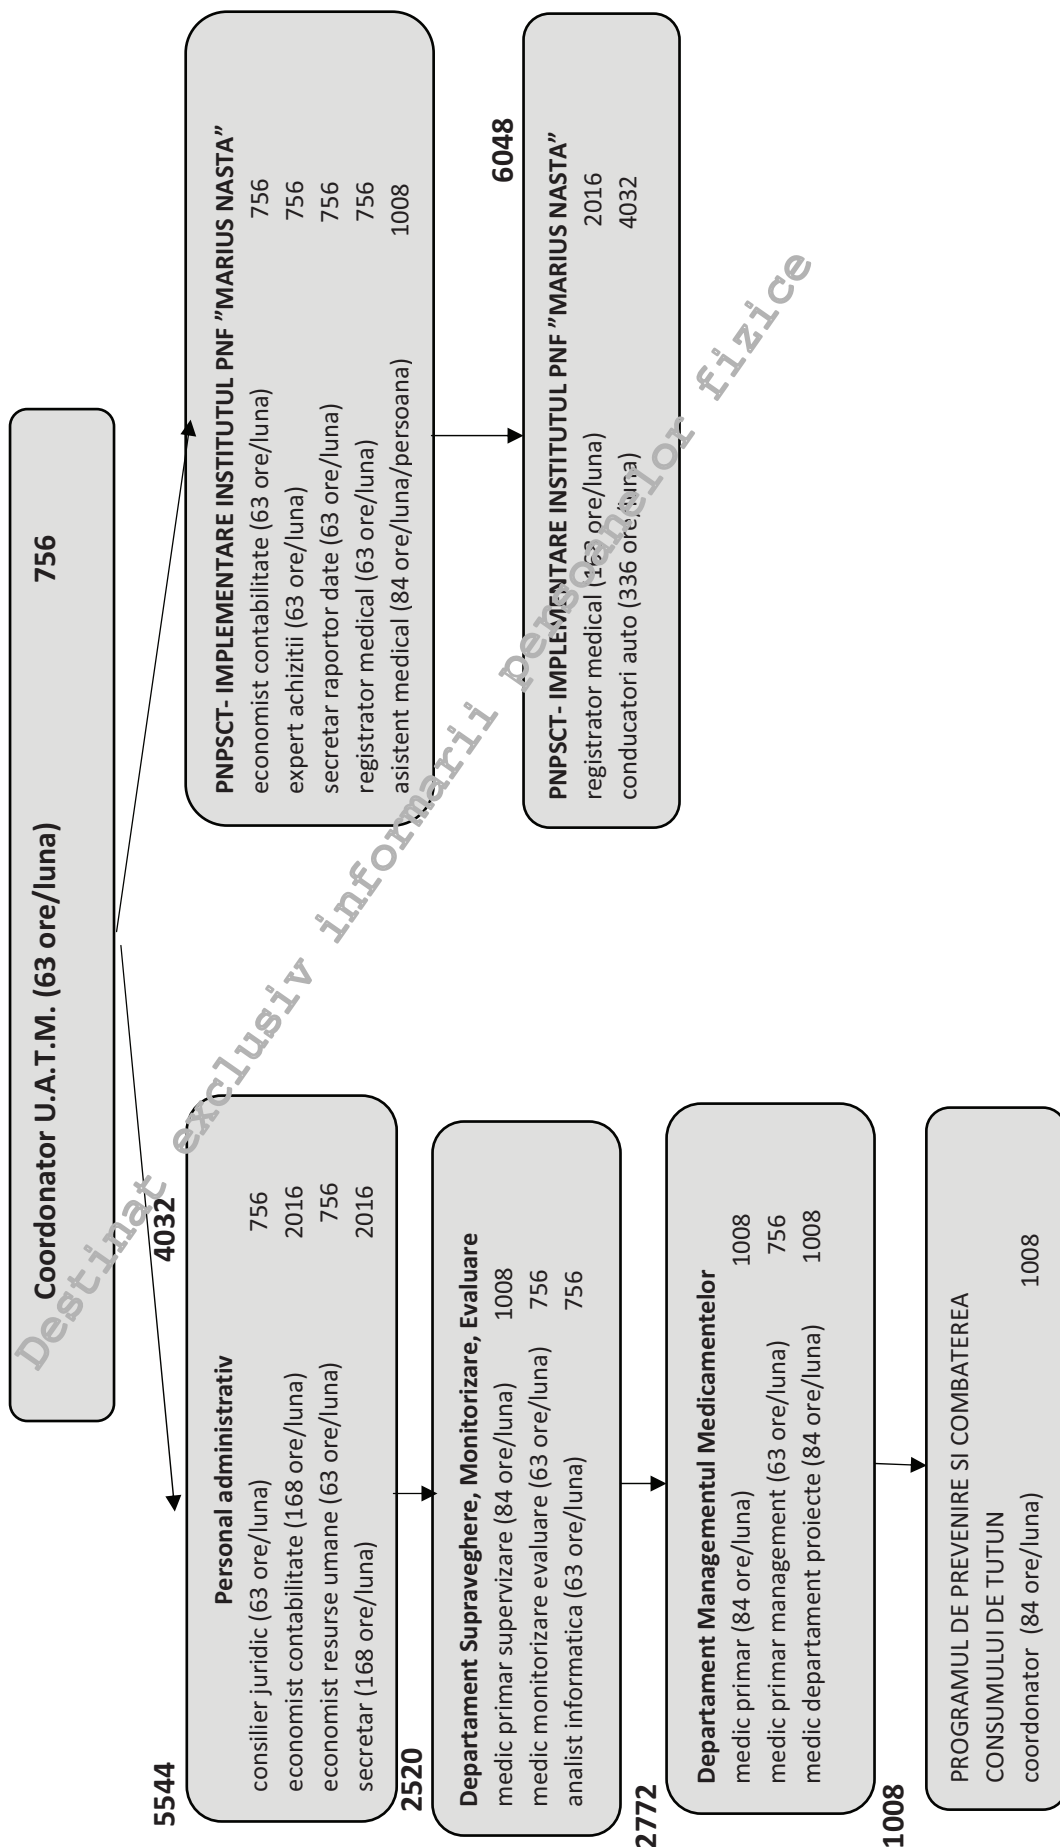 Coordonator U.A.T.M. (63 ore/luna) 756
5544
Personal administrativ
consilier juridic (63 ore/luna) 756
economist contabilitate (168 ore/luna) 2016
economist resurse umane (63 ore/luna) 756
secretar (168 ore/luna) 2016
2520
Departament Supraveghere, Monitorizare, Evaluare
medic primar supervizare (84 ore/luna) 1008
medic monitorizare evaluare (63 ore/luna) 756
analist informatica (63 ore/luna) 756
2772
Departament Managementul Medicamentelor
medic primar (84 ore/luna) 1008
medic primar management (63 ore/luna) 756
medic departament proiecte (84 ore/luna) 1008
1008
PROGRAMUL DE PREVENIRE SI COMBATEREA
CONSUMULUI DE TUTUN
coordonator (84 ore/luna) 1008
4032
PNPSCT- IMPLEMENTARE INSTITUTUL PNF ”MARIUS NASTA”
economist contabilitate (63 ore/luna) 756
expert achizitii (63 ore/luna) 756
secretar raportor date (63 ore/luna) 756
registrator medical (63 ore/luna) 756
asistent medical (84 ore/luna/persoana) 1008
6048
PNPSCT- IMPLEMENTARE INSTITUTUL PNF ”MARIUS NASTA”
registrator medical (163 ore/luna) 2016
conducatori auto (336 ore/luna) 4032
Destinat exclusiv informarii persoanelor fizice